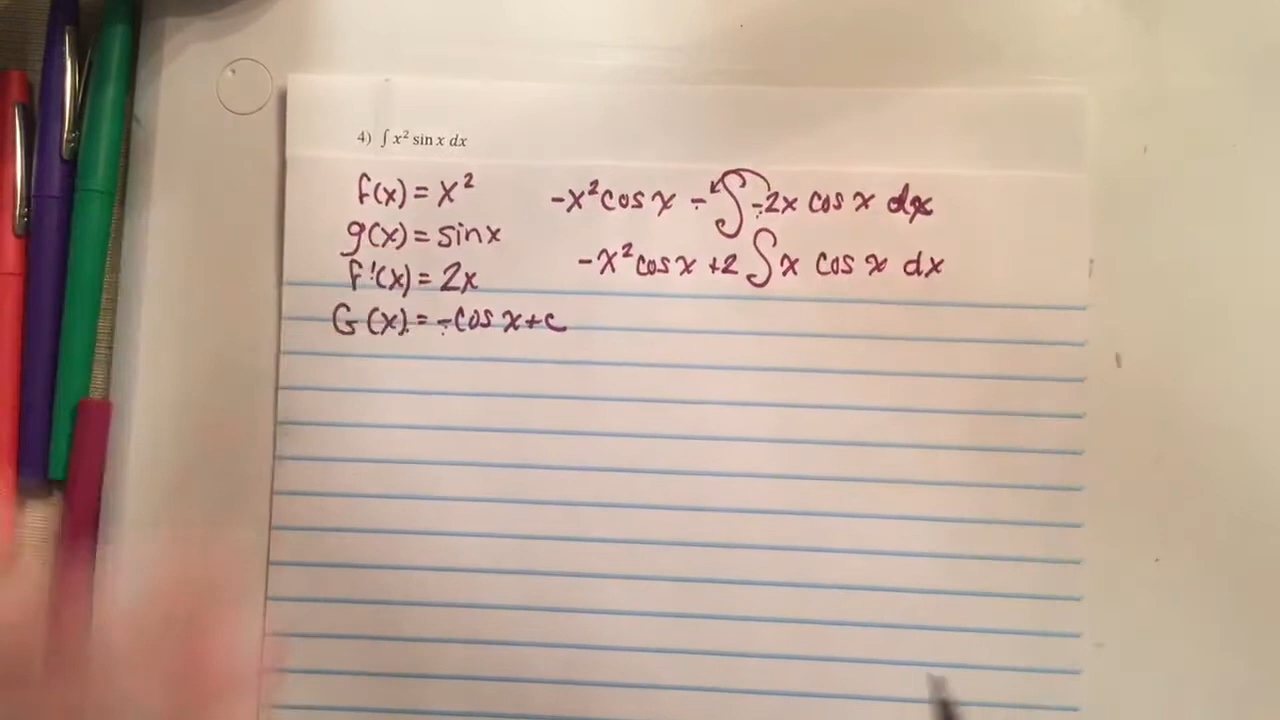 4) ∫ x² sin x dx
f(x) = x²
g(x) = sin x
f'(x) = 2x
G(x) = -cos x + c
-x² cos x - ∫ -2x cos x dx
-x² cos x + 2 ∫ x cos x dx